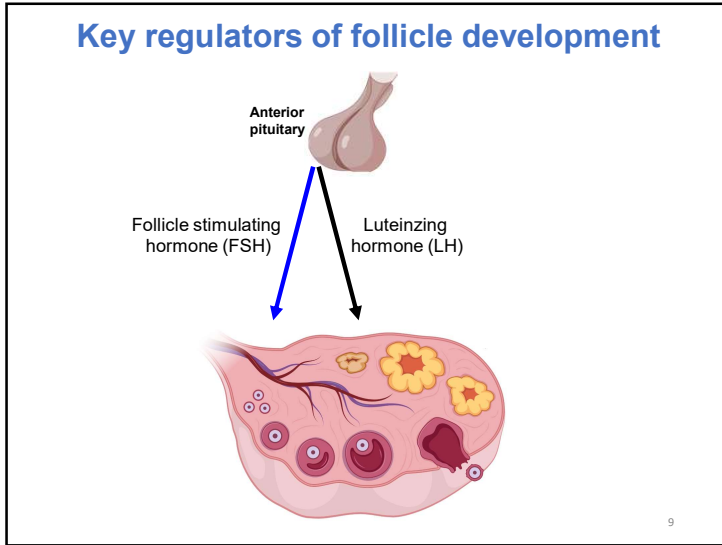 Key regulators of follicle development
Anterior
pituitary
Follicle stimulating
hormone (FSH)
Luteinzing
hormone (LH)
9